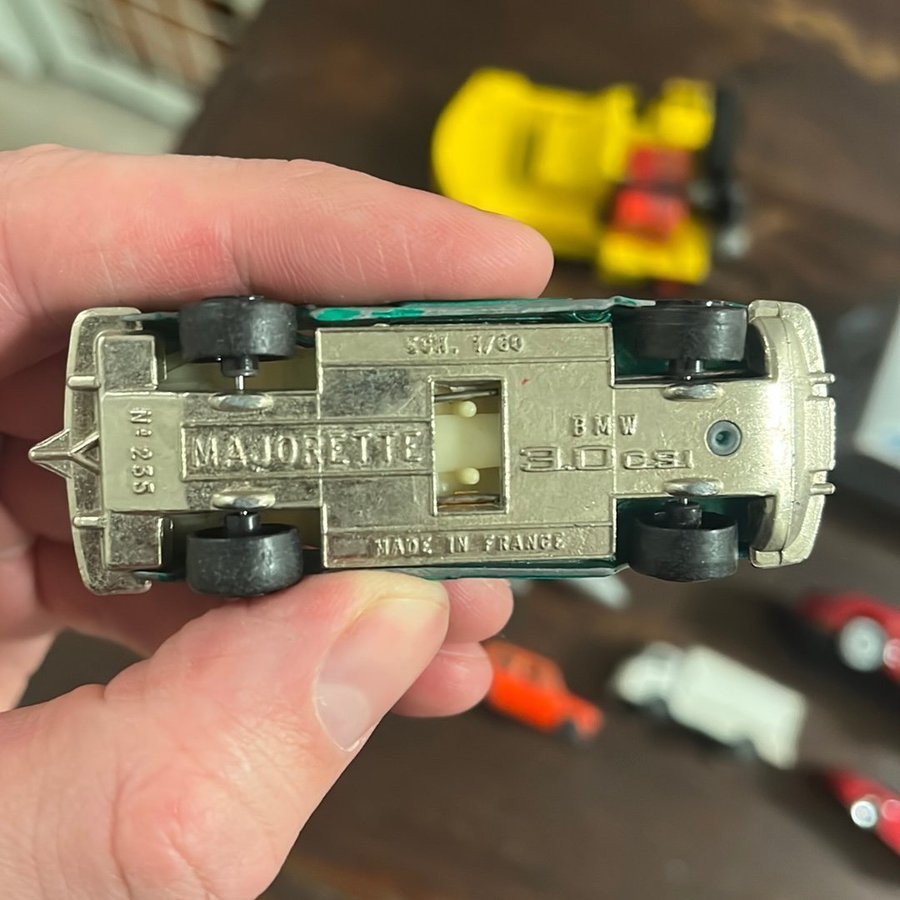 ECH. 1/60
Nº 235
MAJORETTE
BMW
3.0 CSI
MADE IN FRANCE